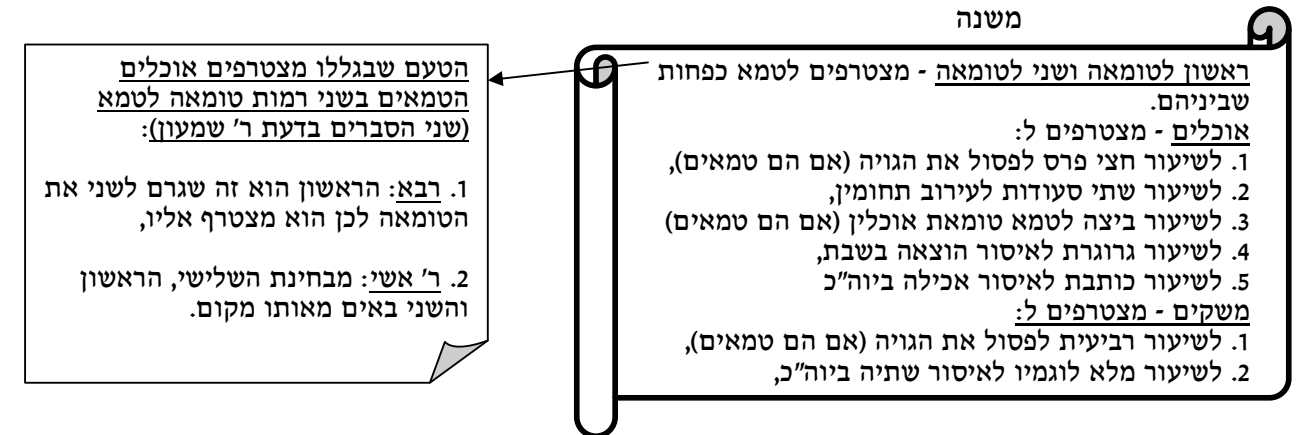 משנה
ראשון לטומאה ושני לטומאה - מצטרפים לטמא כפחות
שביניהם.
אוכלים - מצטרפים ל:
1. לשיעור חצי פרס לפסול את הגויה (אם הם טמאים),
2. לשיעור שתי סעודות לעירוב תחומין,
3. לשיעור ביצה לטמא טומאת אוכלין (אם הם טמאים)
4. לשיעור גרוגרת לאיסור הוצאה בשבת,
5. לשיעור כותבת לאיסור אכילה ביוה"כ
משקים - מצטרפים ל:
1. לשיעור רביעית לפסול את הגויה (אם הם טמאים),
2. לשיעור מלא לוגמיו לאיסור שתיה ביוה"כ,
הטעם שבגללו מצטרפים אוכלים
הטמאים בשני רמות טומאה לטמא
(שני הסברים בדעת ר' שמעון):
1. רבא: הראשון הוא זה שגרם לשני את
הטומאה לכן הוא מצטרף אליו,
2. ר' אשי: מבחינת השלישי, הראשון
והשני באים מאותו מקום.